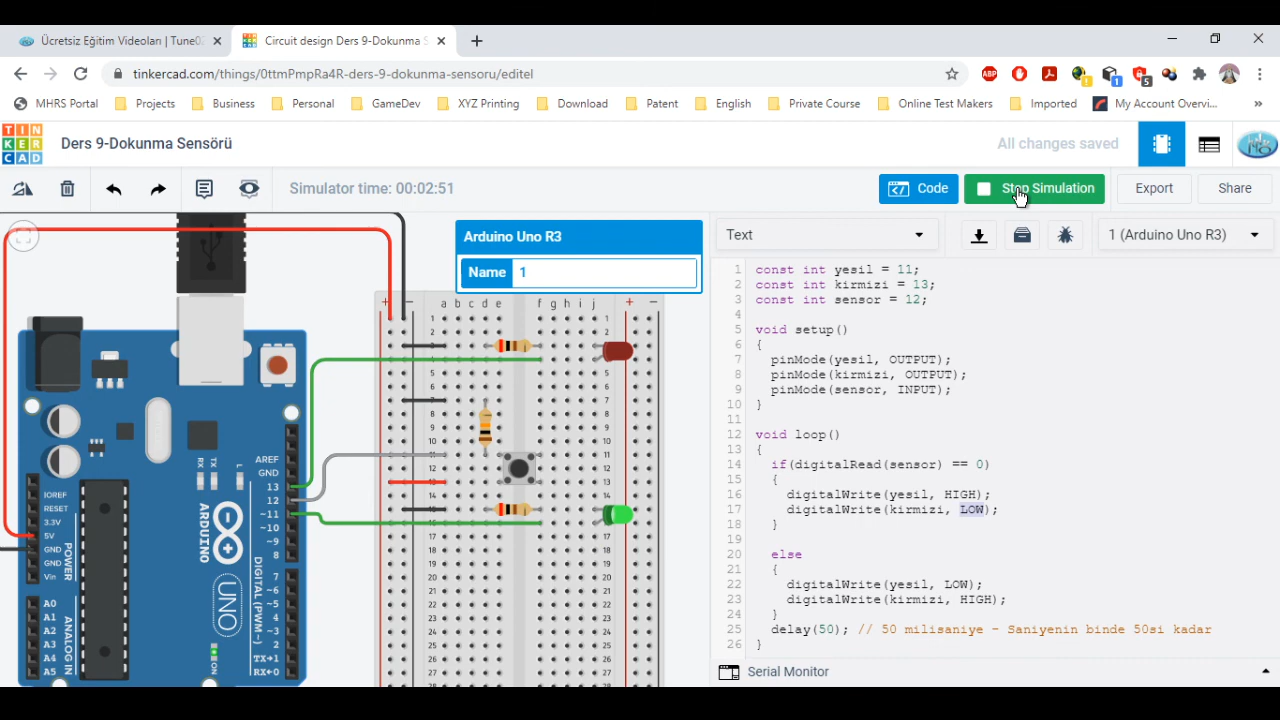 Ücretsiz Eğitim Videoları | Tune02
Circuit design Ders 9-Dokunma S
tinkercad.com/things/0ttmPmpRa4R-ders-9-dokunma-sensoru/editel
ABP
1
5
MHRS Portal
Projects
Business
Personal
GameDev
XYZ Printing
Download
Patent
English
Private Course
Online Test Makers
Imported
My Account Overvi...
»
TIN
KER
CAD
Ders 9-Dokunma Sensörü
All changes saved
Simulator time: 00:02:51
Code
Stop Simulation
Export
Share
Arduino Uno R3
Name 1
Text
1 (Arduino Uno R3)
1 const int yesil = 11;
2 const int kirmizi = 13;
3 const int sensor = 12;
4
5 void setup()
6 {
7 pinMode(yesil, OUTPUT);
8 pinMode(kirmizi, OUTPUT);
9 pinMode(sensor, INPUT);
10 }
11
12 void loop()
13 {
14 if(digitalRead(sensor) == 0)
15 {
16 digitalWrite(yesil, HIGH);
17 digitalWrite(kirmizi, LOW);
18 }
19
20 else
21 {
22 digitalWrite(yesil, LOW);
23 digitalWrite(kirmizi, HIGH);
24 }
25 delay(50); // 50 milisaniye - Saniyenin binde 50si kadar
26 }
Serial Monitor
AREF
GND
13
12
~11
~10
~9
8
7
~6
~5
4
~3
2
TX→1
RX←0
IOREF
RESET
3.3V
5V
GND
GND
Vin
A0
A1
A2
A3
A4
A5
POWER
ANALOG IN
DIGITAL (PWM~)
RX
TX
L
ARDUINO
UNO
ON
a b c d e
f g h i j